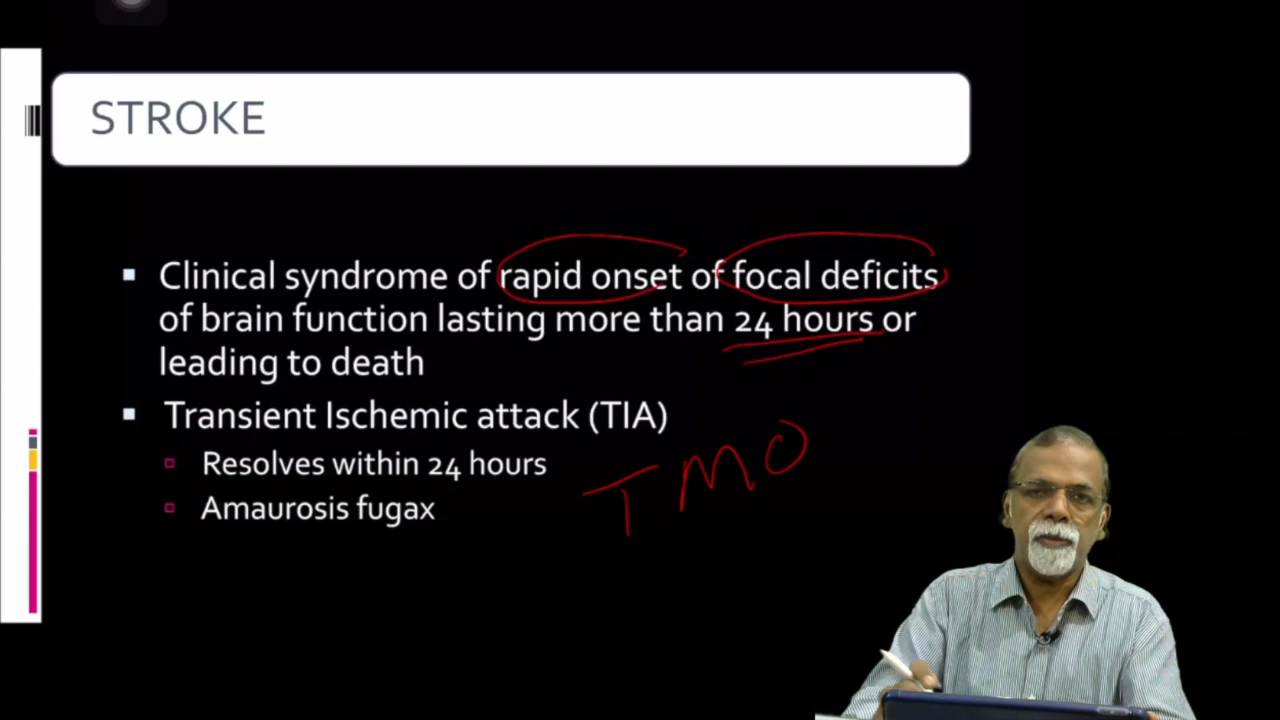 STROKE
▪ Clinical syndrome of rapid onset of focal deficits
of brain function lasting more than 24 hours or
leading to death
▪ Transient Ischemic attack (TIA)
▫ Resolves within 24 hours
▫ Amaurosis fugax
TMO